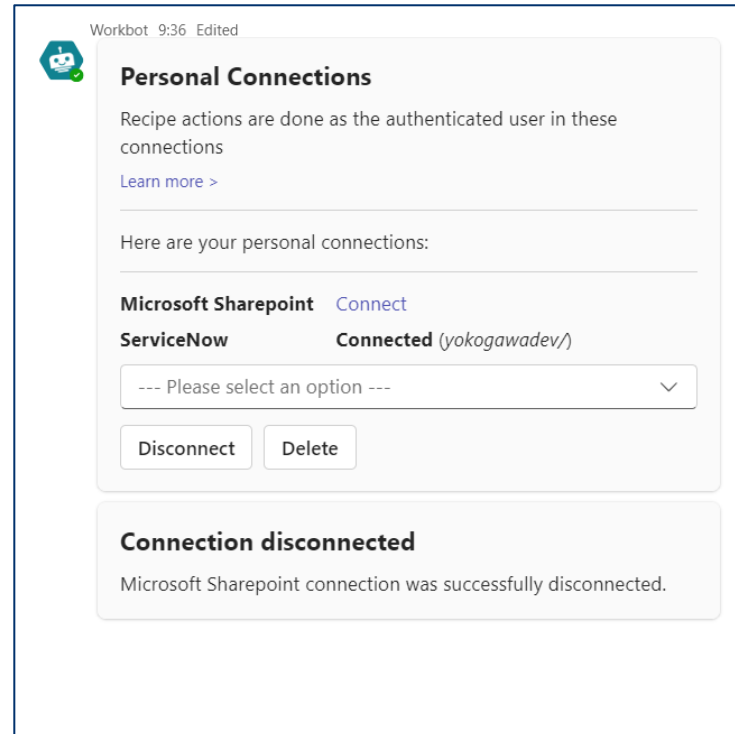 Workbot 9:36 Edited
Personal Connections
Recipe actions are done as the authenticated user in these
connections
Learn more >
Here are your personal connections:
Microsoft Sharepoint Connect
ServiceNow Connected (yokogawadev/)
--- Please select an option ---
Disconnect Delete
Connection disconnected
Microsoft Sharepoint connection was successfully disconnected.